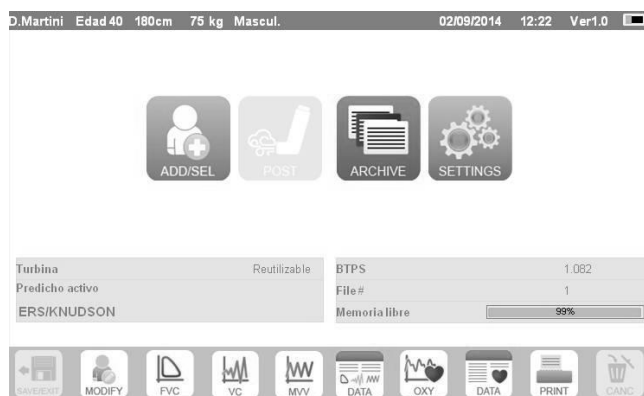 D.Martini Edad 40 180cm 75 kg Mascul. 02/09/2014 12:22 Ver1.0
ADD/SEL POST ARCHIVE SETTINGS
Turbina Reutilizable BTPS 1.082
Predicho activo File # 1
ERS/KNUDSON Memoria libre 99%
SAVE/EXIT MODIFY FVC VC MVV DATA OXY DATA PRINT CANC